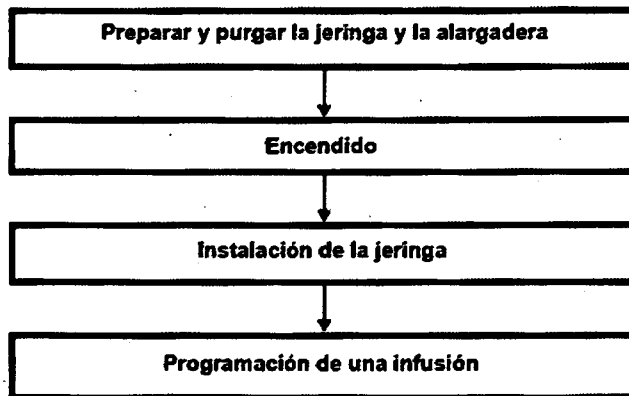 Preparar y purgar la jeringa y la alargadera
Encendido
Instalación de la jeringa
Programación de una infusión